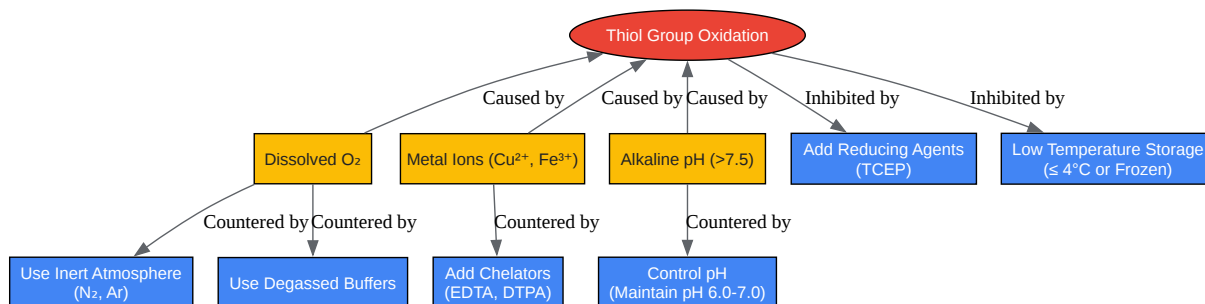 Thiol Group Oxidation
Caused by
Caused by
Caused by
Inhibited by
Inhibited by
Dissolved O₂
Metal Ions (Cu²⁺, Fe³⁺)
Alkaline pH (>7.5)
Add Reducing Agents
(TCEP)
Low Temperature Storage
(≤ 4°C or Frozen)
Countered by
Countered by
Countered by
Countered by
Use Inert Atmosphere
(N₂, Ar)
Use Degassed Buffers
Add Chelators
(EDTA, DTPA)
Control pH
(Maintain pH 6.0-7.0)